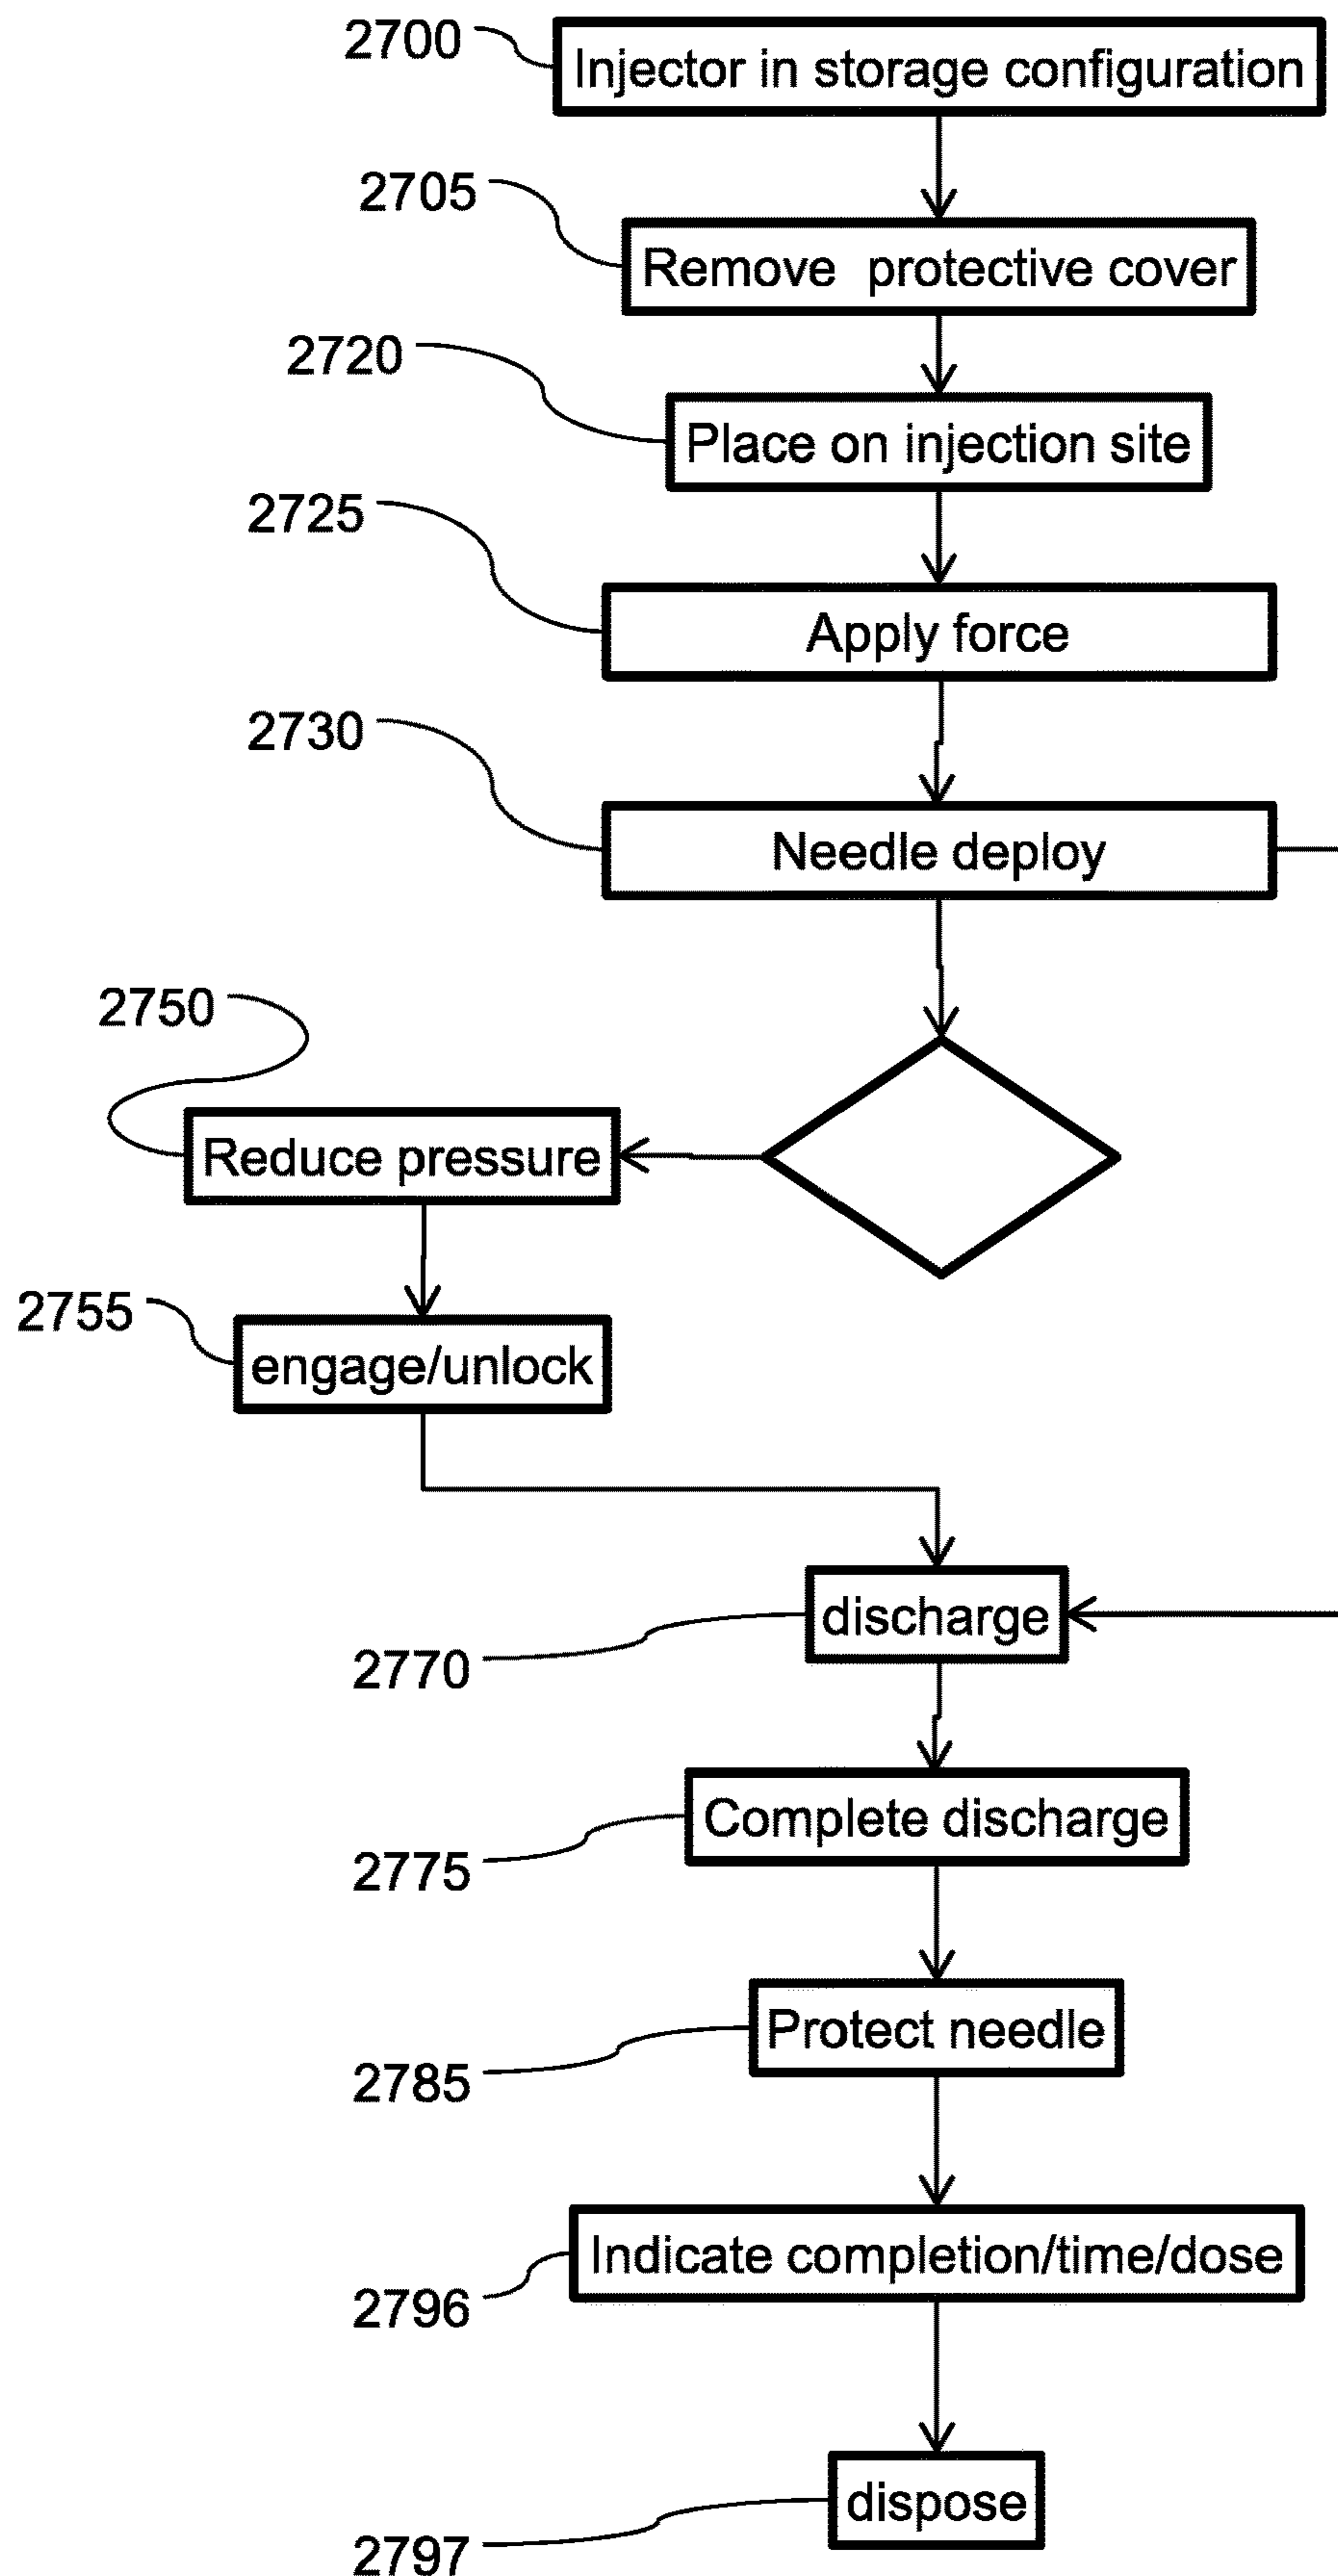 2700
Injector in storage configuration
2705
Remove protective cover
2720
Place on injection site
2725
Apply force
2730
Needle deploy
2750
Reduce pressure
2755
engage/unlock
discharge
2770
Complete discharge
2775
Protect needle
2785
Indicate completion/time/dose
2796
dispose
2797